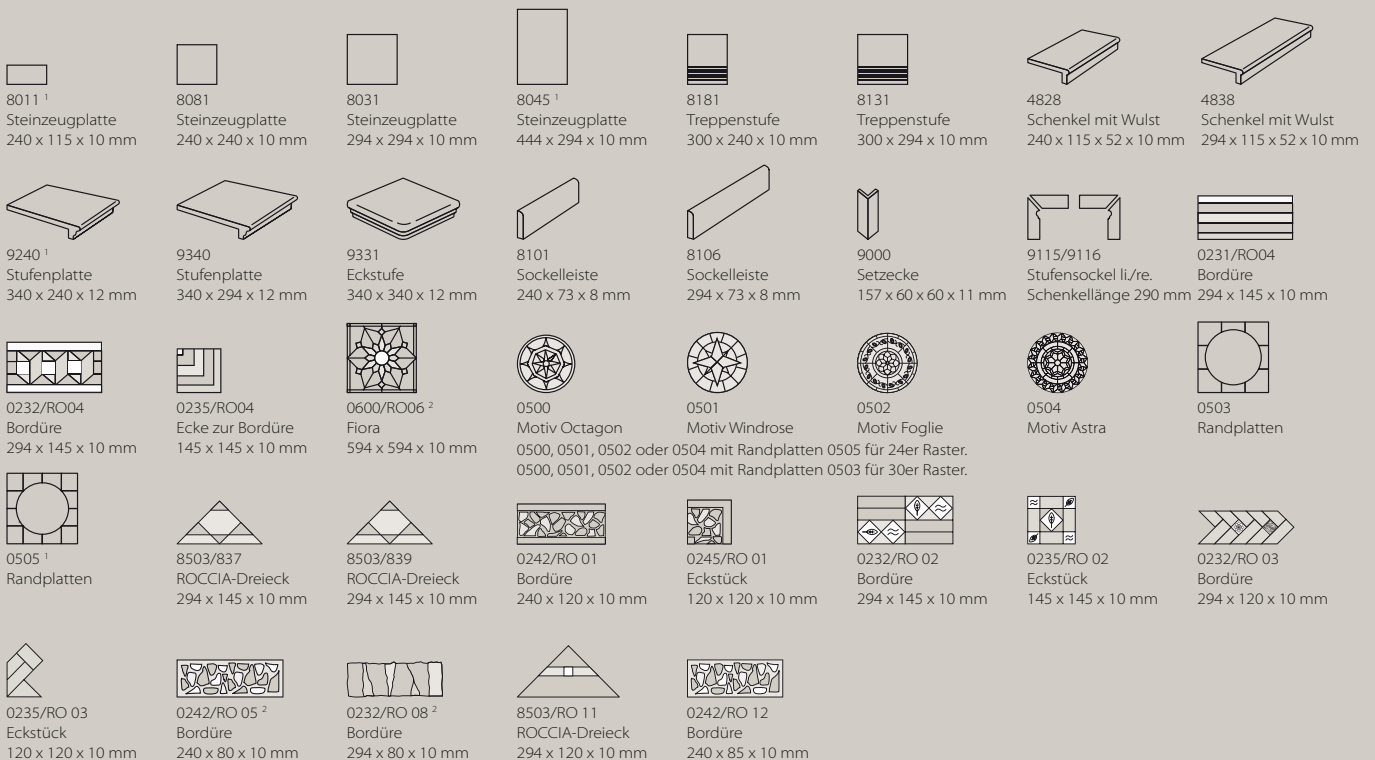 8011 ¹
Steinzeugplatte
240 x 115 x 10 mm
8081
Steinzeugplatte
240 x 240 x 10 mm
8031
Steinzeugplatte
294 x 294 x 10 mm
8045 ¹
Steinzeugplatte
444 x 294 x 10 mm
8181
Treppenstufe
300 x 240 x 10 mm
8131
Treppenstufe
300 x 294 x 10 mm
4828
Schenkel mit Wulst
240 x 115 x 52 x 10 mm
4838
Schenkel mit Wulst
294 x 115 x 52 x 10 mm
9240 ¹
Stufenplatte
340 x 240 x 12 mm
9340
Stufenplatte
340 x 294 x 12 mm
9331
Eckstufe
340 x 340 x 12 mm
8101
Sockelleiste
240 x 73 x 8 mm
8106
Sockelleiste
294 x 73 x 8 mm
9000
Setzecke
157 x 60 x 60 x 11 mm
9115/9116
Stufensockel li./re.
Schenkellänge 290 mm
0231/RO04
Bordüre
294 x 145 x 10 mm
0232/RO04
Bordüre
294 x 145 x 10 mm
0235/RO04
Ecke zur Bordüre
145 x 145 x 10 mm
0600/RO06 ²
Fiora
594 x 594 x 10 mm
0500
Motiv Octagon
0501
Motiv Windrose
0502
Motiv Foglie
0504
Motiv Astra
0500, 0501, 0502 oder 0504 mit Randplatten 0505 für 24er Raster.
0500, 0501, 0502 oder 0504 mit Randplatten 0503 für 30er Raster.
0503
Randplatten
0505 ¹
Randplatten
8503/837
ROCCIA-Dreieck
294 x 145 x 10 mm
8503/839
ROCCIA-Dreieck
294 x 145 x 10 mm
0242/RO 01
Bordüre
240 x 120 x 10 mm
0245/RO 01
Eckstück
120 x 120 x 10 mm
0232/RO 02
Bordüre
294 x 145 x 10 mm
0235/RO 02
Eckstück
145 x 145 x 10 mm
0232/RO 03
Bordüre
294 x 120 x 10 mm
0235/RO 03
Eckstück
120 x 120 x 10 mm
0242/RO 05 ²
Bordüre
240 x 80 x 10 mm
0232/RO 08 ²
Bordüre
294 x 80 x 10 mm
8503/RO 11
ROCCIA-Dreieck
294 x 120 x 10 mm
0242/RO 12
Bordüre
240 x 85 x 10 mm